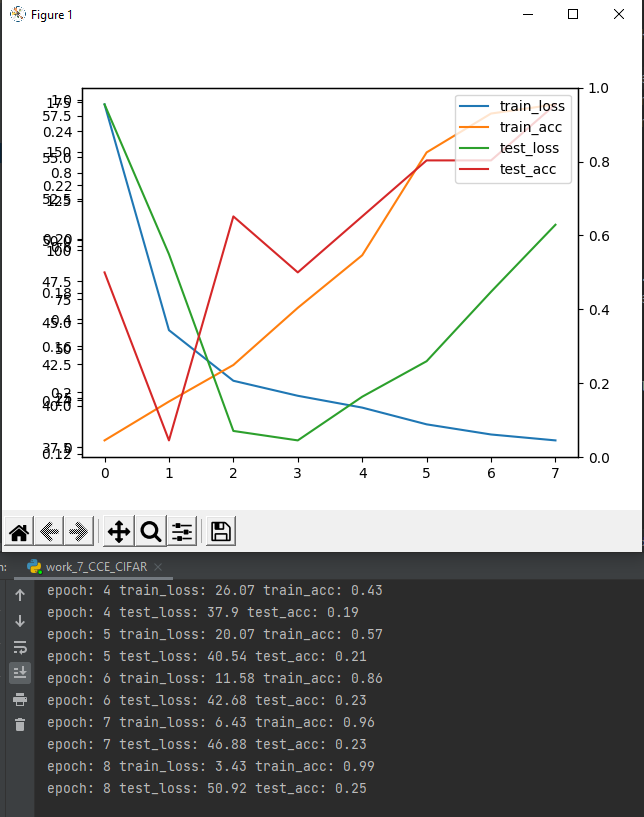 Figure 1
1.0
0.8
0.6
0.4
0.2
0.0
175
57.5
0.24
150
55.0
0.8
0.22
52.5
125
0.20
50.0
100
47.5
0.18
75
0.4
45.0
0.16
50
42.5
0.2
40.0
37.5
0.12
train_loss
train_acc
test_loss
test_acc
0 1 2 3 4 5 6 7
n:
work_7_CCE_CIFAR
epoch: 4 train_loss: 26.07 train_acc: 0.43
epoch: 4 test_loss: 37.9 test_acc: 0.19
epoch: 5 train_loss: 20.07 train_acc: 0.57
epoch: 5 test_loss: 40.54 test_acc: 0.21
epoch: 6 train_loss: 11.58 train_acc: 0.86
epoch: 6 test_loss: 42.68 test_acc: 0.23
epoch: 7 train_loss: 6.43 train_acc: 0.96
epoch: 7 test_loss: 46.88 test_acc: 0.23
epoch: 8 train_loss: 3.43 train_acc: 0.99
epoch: 8 test_loss: 50.92 test_acc: 0.25